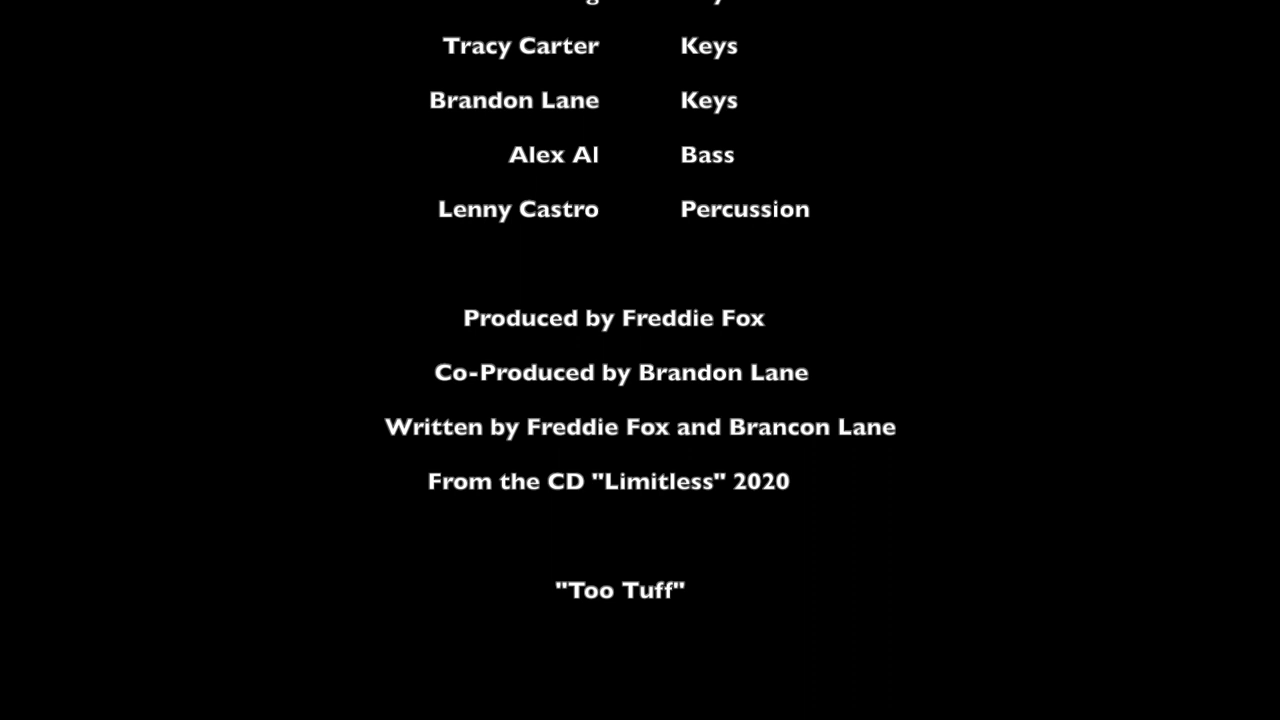 Tracy Carter Keys
Brandon Lane Keys
Alex Al Bass
Lenny Castro Percussion
Produced by Freddie Fox
Co-Produced by Brandon Lane
Written by Freddie Fox and Brancon Lane
From the CD "Limitless" 2020
"Too Tuff"